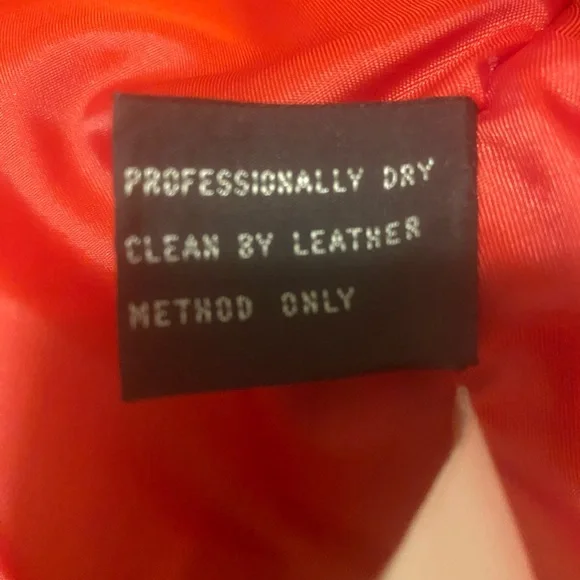 PROFESSIONALLY DRY
CLEAN BY LEATHER
METHOD ONLY